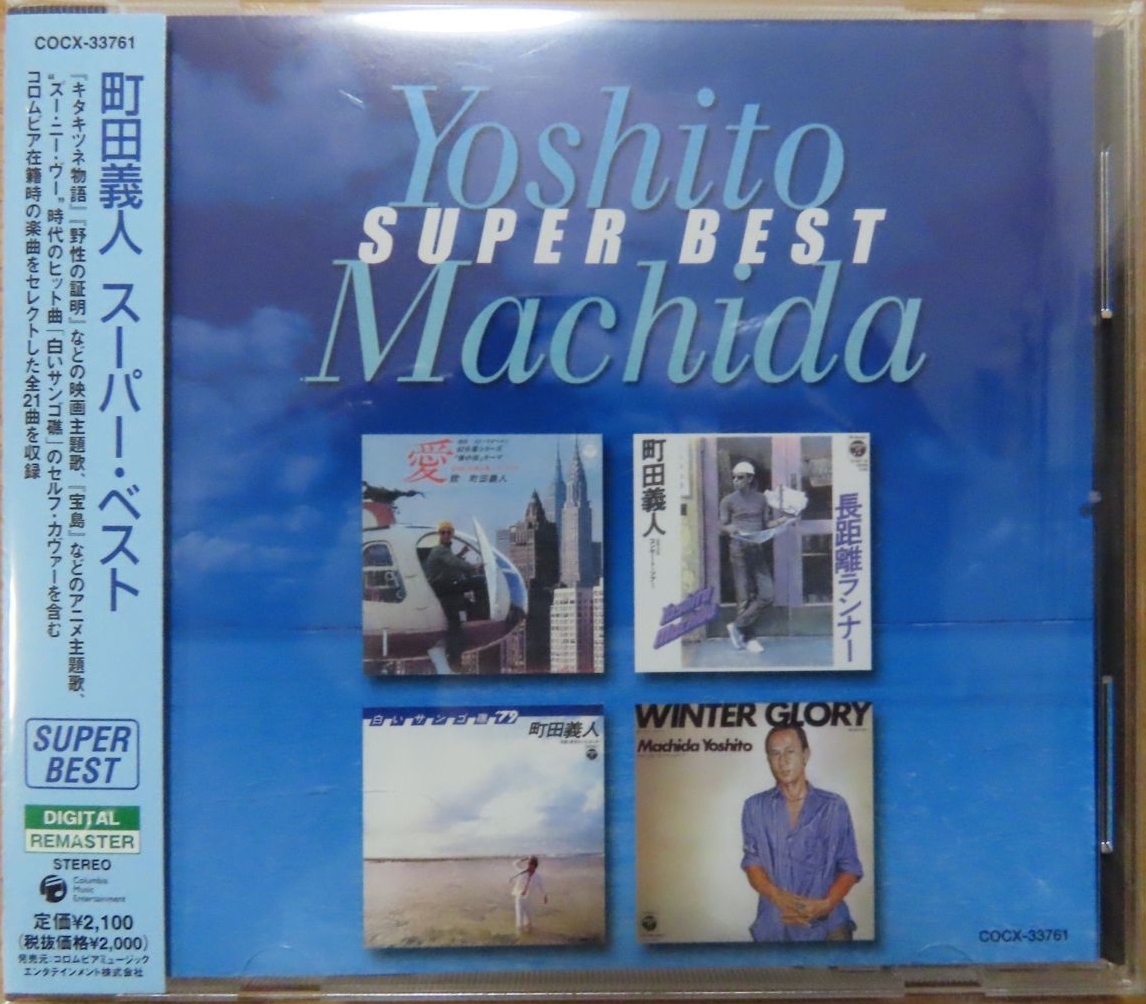 COCX-33761
町田義人 スーパー・ベスト
『キタキツネ物語』『野性の証明』などの映画主題歌、『宝島』などのアニメ主題歌、
“ズー・ニー・ヴー”時代のヒット曲「白いサンゴ礁」のセルフ・カヴァーを含む
コロムビア在籍時の楽曲をセレクトした全21曲を収録
SUPER
BEST
DIGITAL
REMASTER
STEREO
Columbia
Music
Entertainment
定価¥2,100
(税抜価格¥2,000)
発売元:コロムビアミュージック
エンタテインメント株式会社
Yoshito
SUPER BEST
Machida
愛
歌 町田義人
町田義人
長距離ランナー
白いサンゴ礁'79
町田義人
WINTER GLORY
Machida Yoshito
COCX-33761